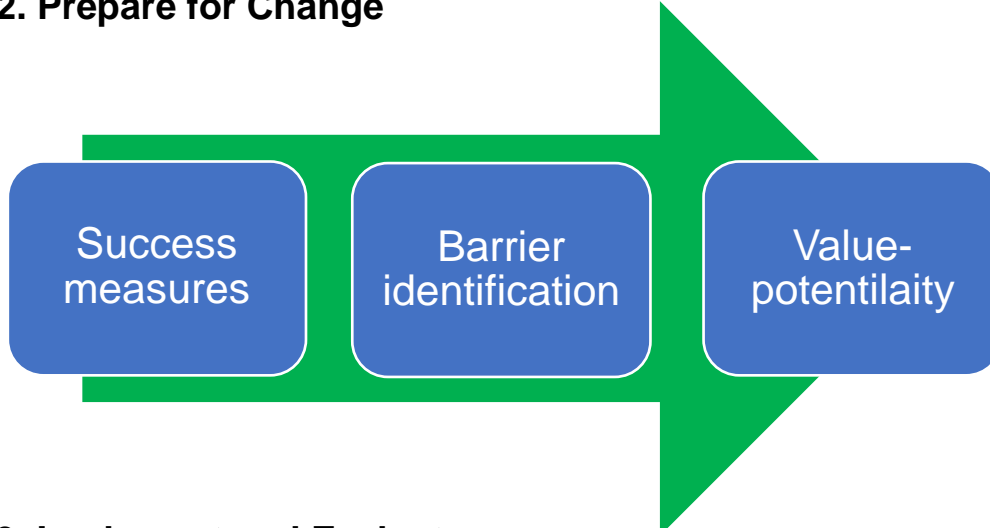 2. Prepare for Change
Success
measures
Barrier
identification
Value-
potentilaity